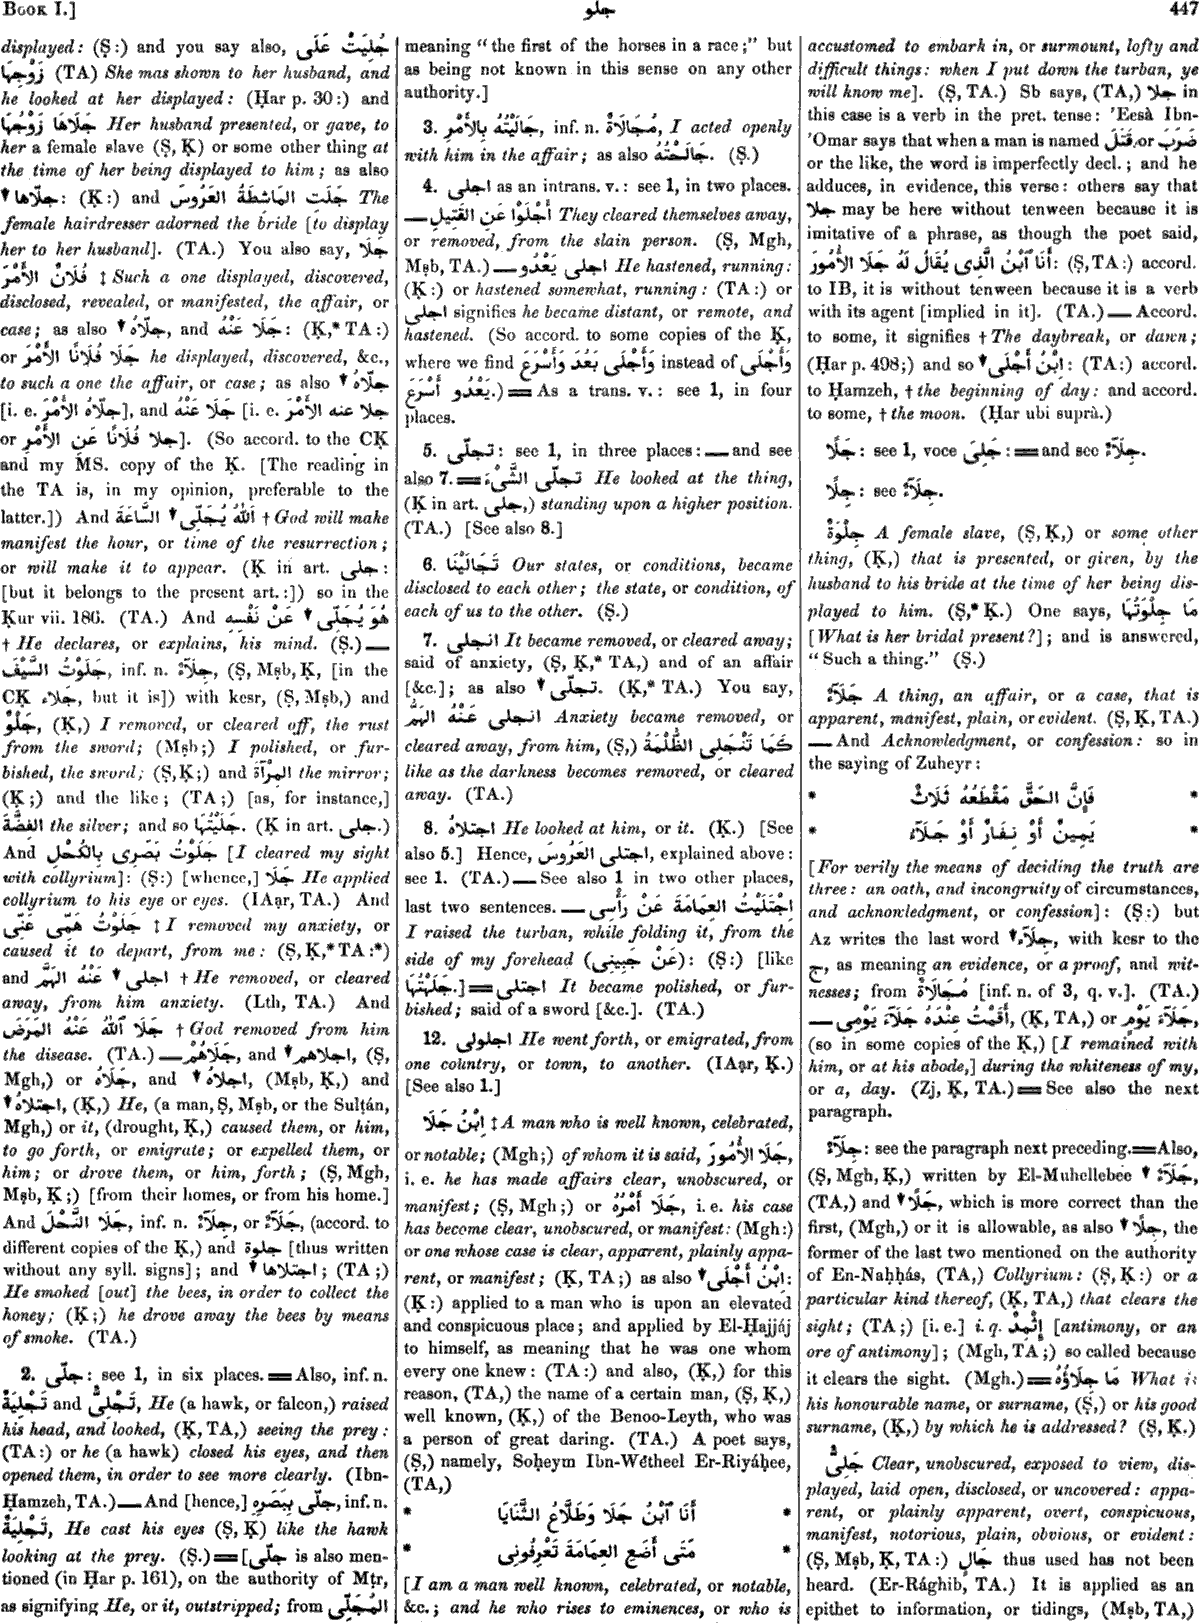 Book I.]
جلو
447
displayed: (Ṣ:) and you say also, جُلِيَتْ عَلَى
زَوْجِهَا (TA) She was shown to her husband, and
he looked at her displayed: (Ḥar p. 30:) and
جَلَاهَا زَوْجُهَا Her husband presented, or gave, to
her a female slave (Ṣ, Ḳ) or some other thing at
the time of her being displayed to him; as also
▼ جلّاها: (Ḳ:) and جَلَتِ المَاشِطَةُ العَرُوسَ The
female hairdresser adorned the bride [to display
her to her husband]. (TA.) You also say, جَلَا
فُلَانٌ الأَمْرَ ‡ Such a one displayed, discovered,
disclosed, revealed, or manifested, the affair, or
case; as also ▼ جلّاهُ, and جَلَا عَنْهُ: (Ḳ,* TA:)
or جَلَا فُلَانًا الأَمْرَ he displayed, discovered, &c.,
to such a one the affair, or case; as also ▼ جلّاهُ
[i. e. جلّاهُ الأَمْرَ], and جَلَا عَنْهُ [i. e. جلا عنه الأَمْرَ
or جلا فُلَانًا عَنِ الأَمْرِ]. (So accord. to the CḲ
and my MS. copy of the Ḳ. [The reading in
the TA is, in my opinion, preferable to the
latter.]) And اَللّٰهُ يُجَلِّى ▼ السَّاعَةَ † God will make
manifest the hour, or time of the resurrection;
or will make it to appear. (Ḳ in art. جلى:
[but it belongs to the present art.:]) so in the
Ḳur vii. 186. (TA.) And هُوَ يُجَلِّى ▼ عَنْ نَفْسِهِ
† He declares, or explains, his mind. (Ṣ.) —
جَلَوْتُ السَّيْفَ, inf. n. جِلَآءٌ, (Ṣ, Mṣb, Ḳ, [in the
CḲ جَلاء, but it is]) with kesr, (Ṣ, Mṣb,) and
جَلْوٌ, (Ḳ,) I removed, or cleared off, the rust
from the sword; (Mṣb;) I polished, or fur-
bished, the sword; (Ṣ, Ḳ;) and المِرْآةَ the mirror;
(Ḳ;) and the like; (TA;) [as, for instance,]
الفِضَّةَ the silver; and so جَلَيْتُهَا. (Ḳ in art. جلى.)
And جَلَوْتُ بَصَرِى بِالكُحْلِ [I cleared my sight
with collyrium]: (Ṣ:) [whence,] جَلَا He applied
collyrium to his eye or eyes. (IAạr, TA.) And
جَلَوْتُ هَمِّى عَنِّى ‡ I removed my anxiety, or
caused it to depart, from me: (Ṣ, Ḳ,* TA:*)
and اجلى ▼ عَنْهُ الهَمَّ † He removed, or cleared
away, from him anxiety. (Lth, TA.) And
جَلَا ٱللّٰهُ عَنْهُ المَرَضَ † God removed from him
the disease. (TA.) — جَلَاهُمْ, and ▼ اجلاهم, (Ṣ,
Mgh,) or جَلَاهُ, and ▼ اجلاهُ, (Mṣb, Ḳ,) and
▼ اجتلاهُ, (Ḳ,) He, (a man, Ṣ, Mṣb, or the Sulṭán,
Mgh,) or it, (drought, Ḳ,) caused them, or him,
to go forth, or emigrate; or expelled them, or
him; or drove them, or him, forth; (Ṣ, Mgh,
Mṣb, Ḳ;) [from their homes, or from his home.]
And جَلَا النَّحْلَ, inf. n. جِلَآءٌ, or جَلَآءٌ, (accord. to
different copies of the Ḳ,) and جلوة [thus written
without any syll. signs]; and ▼ اجتلاها; (TA;)
He smoked [out] the bees, in order to collect the
honey; (Ḳ;) he drove away the bees by means
of smoke. (TA.)
2. جلّى: see 1, in six places. = Also, inf. n.
تَجْلِيَةٌ and تَجْلِىٌّ, He (a hawk, or falcon,) raised
his head, and looked, (Ḳ, TA,) seeing the prey:
(TA:) or he (a hawk) closed his eyes, and then
opened them, in order to see more clearly. (Ibn-
Ḥamzeh, TA.) — And [hence,] جلّى بِبَصَرِهِ, inf. n.
تَجْلِيَةٌ, He cast his eyes (Ṣ, Ḳ) like the hawk
looking at the prey. (Ṣ.) = [جلّى is also men-
tioned (in Ḥar p. 161), on the authority of Mṭr,
as signifying He, or it, outstripped; from المُجَلِّى
meaning "the first of the horses in a race;" but
as being not known in this sense on any other
authority.]
3. جَالَيْتُهُ بِالأَمْرِ, inf. n. مُجَالَاةٌ, I acted openly
with him in the affair; as also جَالَحْتُهُ. (Ṣ.)
4. اجلى as an intrans. v.: see 1, in two places.
— أَجْلَوْا عَنِ القَتِيلِ They cleared themselves away,
or removed, from the slain person. (Ṣ, Mgh,
Mṣb, TA.) — اجلى يَعْدُو He hastened, running:
(Ḳ:) or hastened somewhat, running: (TA:) or
اجلى signifies he became distant, or remote, and
hastened. (So accord. to some copies of the Ḳ,
where we find وَأَجْلَى بَعُدَ وَأَسْرَعَ instead of وَأَجْلَى
يَعْدُو أَسْرَعَ.) = As a trans. v.: see 1, in four
places.
5. تجلّى: see 1, in three places: — and see
also 7. = تجلّى الشَّىْءَ He looked at the thing,
(Ḳ in art. جلى,) standing upon a higher position.
(TA.) [See also 8.]
6. تَجَالَيْنَا Our states, or conditions, became
disclosed to each other; the state, or condition, of
each of us to the other. (Ṣ.)
7. انجلى It became removed, or cleared away;
said of anxiety, (Ṣ, Ḳ,* TA,) and of an affair
[&c.]; as also ▼ تجلّى. (Ḳ,* TA.) You say,
انجلى عَنْهُ الهَمُّ Anxiety became removed, or
cleared away, from him, (Ṣ,) كَمَا تَنْجَلِى الظُّلْمَةُ
like as the darkness becomes removed, or cleared
away. (TA.)
8. اجتلاهُ He looked at him, or it. (Ḳ.) [See
also 5.] Hence, اجتلى العَرُوسَ, explained above:
see 1. (TA.) — See also 1 in two other places,
last two sentences. — اِجْتَلَيْتُ العِمَامَةَ عَنْ رَأْسِى
I raised the turban, while folding it, from the
side of my forehead (عَنْ جَبِينِى): (Ṣ:) [like
جَلَهْتُهَا.] = اجتلى It became polished, or fur-
bished; said of a sword [&c.]. (TA.)
12. اجلولى He went forth, or emigrated, from
one country, or town, to another. (IAạr, Ḳ.)
[See also 1.]
اِبْنُ جَلَا ‡ A man who is well known, celebrated,
or notable; (Mgh;) of whom it is said, جَلَا الأُمُورَ,
i. e. he has made affairs clear, unobscured, or
manifest; (Ṣ, Mgh;) or جَلَا أَمْرُهُ, i. e. his case
has become clear, unobscured, or manifest: (Mgh:)
or one whose case is clear, apparent, plainly appa-
rent, or manifest; (Ḳ, TA;) as also ▼ اِبْنُ أَجْلَى:
(Ḳ:) applied to a man who is upon an elevated
and conspicuous place; and applied by El-Ḥajjáj
to himself, as meaning that he was one whom
every one knew: (TA:) and also, (Ḳ,) for this
reason, (TA,) the name of a certain man, (Ṣ, Ḳ,)
well known, (Ḳ,) of the Benoo-Leyth, who was
a person of great daring. (TA.) A poet says,
(Ṣ,) namely, Soḥeym Ibn-Wetheel Er-Riyáḥee,
(TA,)
* أَنَا ٱبْنُ جَلَا وَطَلَّاعُ الثَّنَايَا *
* مَتَى أَضَعِ العِمَامَةَ تَعْرِفُونِى *
[I am a man well known, celebrated, or notable,
&c.; and he who rises to eminences, or who is
accustomed to embark in, or surmount, lofty and
difficult things: when I put down the turban, ye
will know me]. (Ṣ, TA.) Sb says, (TA,) جلا in
this case is a verb in the pret. tense: 'Eesà Ibn-
'Omar says that when a man is named قَتَلَ or ضَرَبَ
or the like, the word is imperfectly decl.; and he
adduces, in evidence, this verse: others say that
جلا may be here without tenween because it is
imitative of a phrase, as though the poet said,
أَنَا ٱبْنُ الَّذِى يُقَالُ لَهُ جَلَا الأُمُورَ: (Ṣ, TA:) accord.
to IB, it is without tenween because it is a verb
with its agent [implied in it]. (TA.) — Accord.
to some, it signifies † The daybreak, or dawn;
(Ḥar p. 498;) and so ▼ اِبْنُ أَجْلَى: (TA:) accord.
to Ḥamzeh, † the beginning of day: and accord.
to some, † the moon. (Ḥar ubi suprà.)
جَلًا: see 1, voce جَلِىَ: = and see جِلَآءٌ.
جِلًا: see جِلَآءٌ.
جِلْوَةٌ A female slave, (Ṣ, Ḳ,) or some other
thing, (Ḳ,) that is presented, or given, by the
husband to his bride at the time of her being dis-
played to him. (Ṣ,* Ḳ.) One says, مَا جِلْوَتُهَا
[What is her bridal present?]; and is answered,
"Such a thing." (Ṣ.)
جَلَآءٌ A thing, an affair, or a case, that is
apparent, manifest, plain, or evident. (Ṣ, Ḳ, TA.)
— And Acknowledgment, or confession: so in
the saying of Zuheyr:
* فَإِنَّ الحَقَّ مَقْطَعُهُ ثَلَاثٌ *
* يَمِينٌ أَوْ نِفَارٌ أَوْ جَلَآءُ *
[For verily the means of deciding the truth are
three: an oath, and incongruity of circumstances,
and acknowledgment, or confession]: (Ṣ:) but
Az writes the last word ▼ جِلَآء, with kesr to the
ج, as meaning an evidence, or a proof, and wit-
nesses; from مُجَالَاةٌ [inf. n. of 3, q. v.]. (TA.)
— أَقَمْتُ عِنْدَهُ جَلَآءَ يَوْمِى, (Ḳ, TA,) or جَلَآءَ يَوْمٍ,
(so in some copies of the Ḳ,) [I remained with
him, or at his abode,] during the whiteness of my,
or a, day. (Zj, Ḳ, TA.) = See also the next
paragraph.
جِلَآءٌ: see the paragraph next preceding. = Also,
(Ṣ, Mgh, Ḳ,) written by El-Muhellebee ▼ جَلَآءٌ,
(TA,) and ▼ جَلًا, which is more correct than the
first, (Mgh,) or it is allowable, as also ▼ جِلًا, the
former of the last two mentioned on the authority
of En-Naḥḥás, (TA,) Collyrium: (Ṣ, Ḳ:) or a
particular kind thereof, (Ḳ, TA,) that clears the
sight; (TA;) [i. e.] i. q. إِثْمِدٌ [antimony, or an
ore of antimony]; (Mgh, TA;) so called because
it clears the sight. (Mgh.) = مَا جِلَاؤُهُ What is
his honourable name, or surname, (Ṣ,) or his good
surname, (Ḳ,) by which he is addressed? (Ṣ, Ḳ.)
جَلِىٌّ Clear, unobscured, exposed to view, dis-
played, laid open, disclosed, or uncovered: appa-
rent, or plainly apparent, overt, conspicuous,
manifest, notorious, plain, obvious, or evident:
(Ṣ, Mṣb, Ḳ, TA:) جَالٍ thus used has not been
heard. (Er-Rághib, TA.) It is applied as an
epithet to information, or tidings, (Mṣb, TA,)